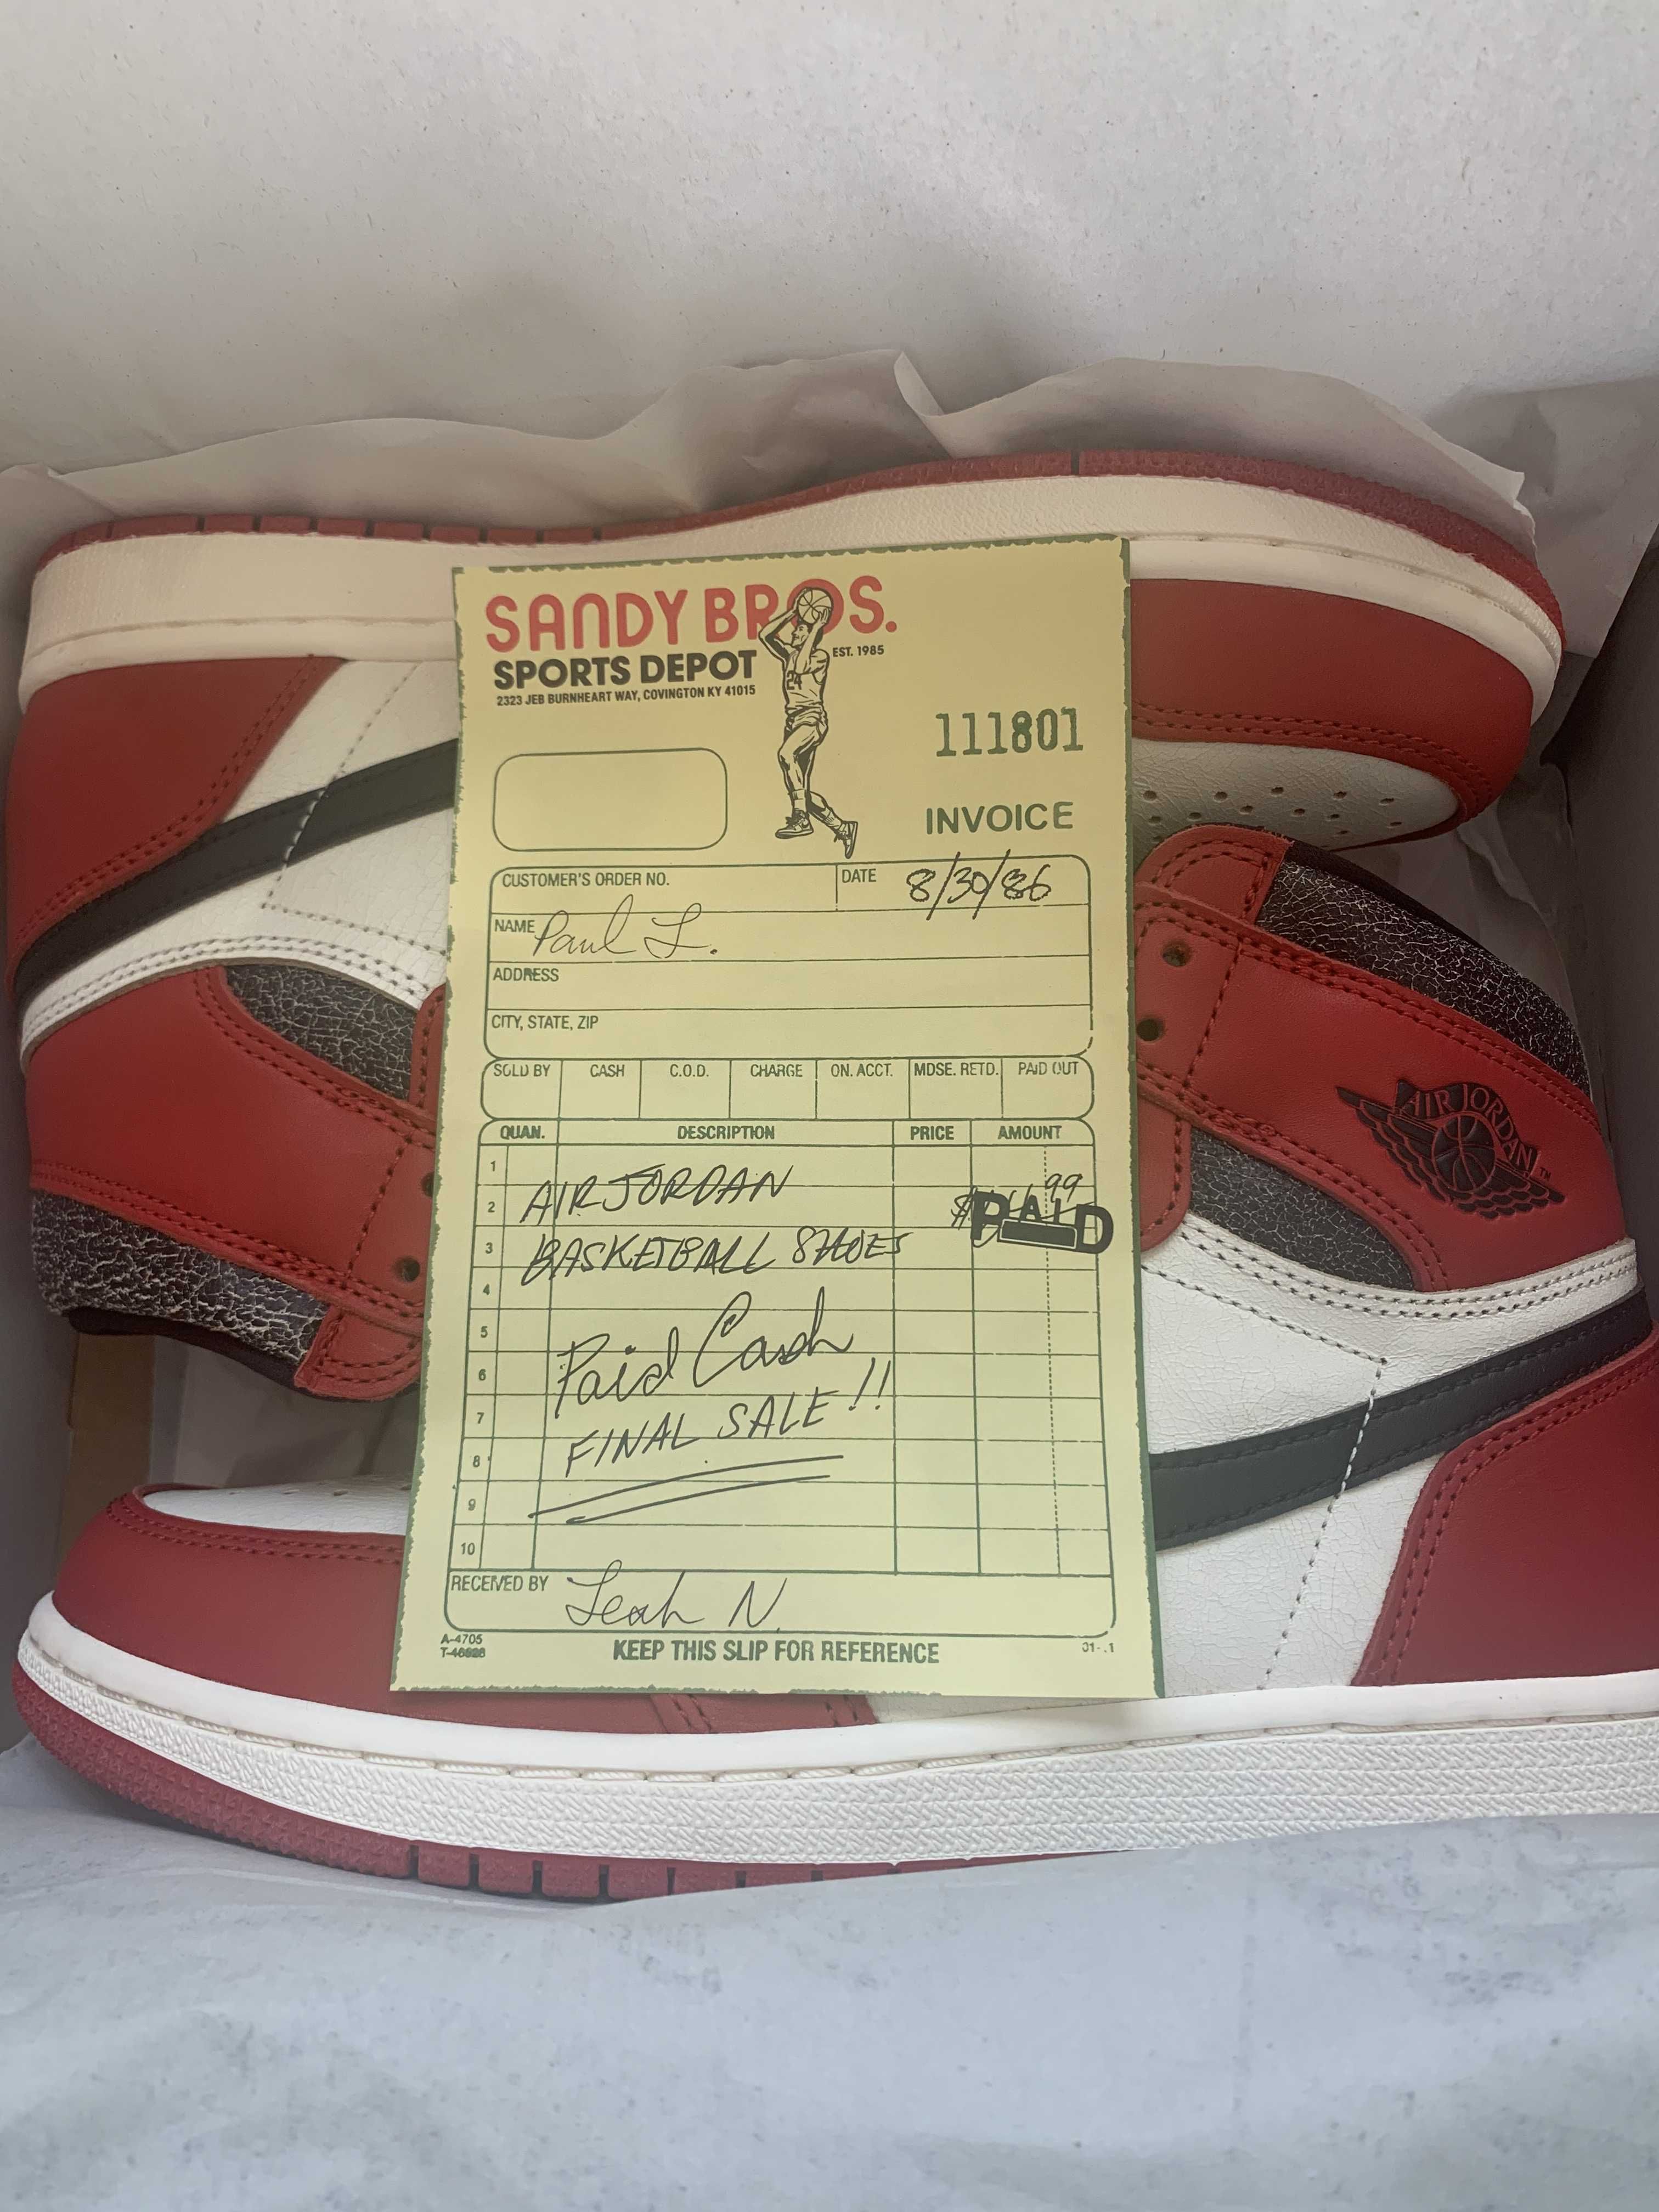 SANDY BROS.
SPORTS DEPOT
EST. 1985
2323 JEB BURNHEART WAY, COVINGTON KY 41015
24
111801
INVOICE
CUSTOMER'S ORDER NO.
DATE 8/30/86
NAME Paul L.
ADDRESS
CITY, STATE, ZIP
SOLD BY CASH C.O.D. CHARGE ON. ACCT. MDSE. RETD. PAID OUT
QUAN. DESCRIPTION PRICE AMOUNT
1
2 AIR JORDAN 99
PAID
3 BASKETBALL SHOES
4
5
6 Paid Cash
7
8 FINAL SALE!!
9
10
RECEIVED BY Leah N.
A-4705
KEEP THIS SLIP FOR REFERENCE
AIR JORDAN TM